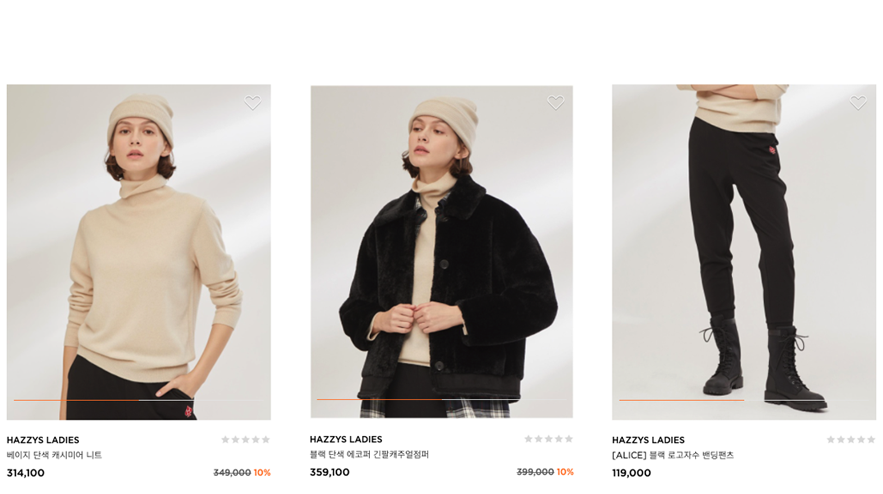 HAZZYS LADIES
베이지 단색 캐시미어 니트
314,100 349,000 10%
HAZZYS LADIES
블랙 단색 에코퍼 긴팔캐주얼점퍼
359,100 399,000 10%
HAZZYS LADIES
[ALICE] 블랙 로고자수 밴딩팬츠
119,000